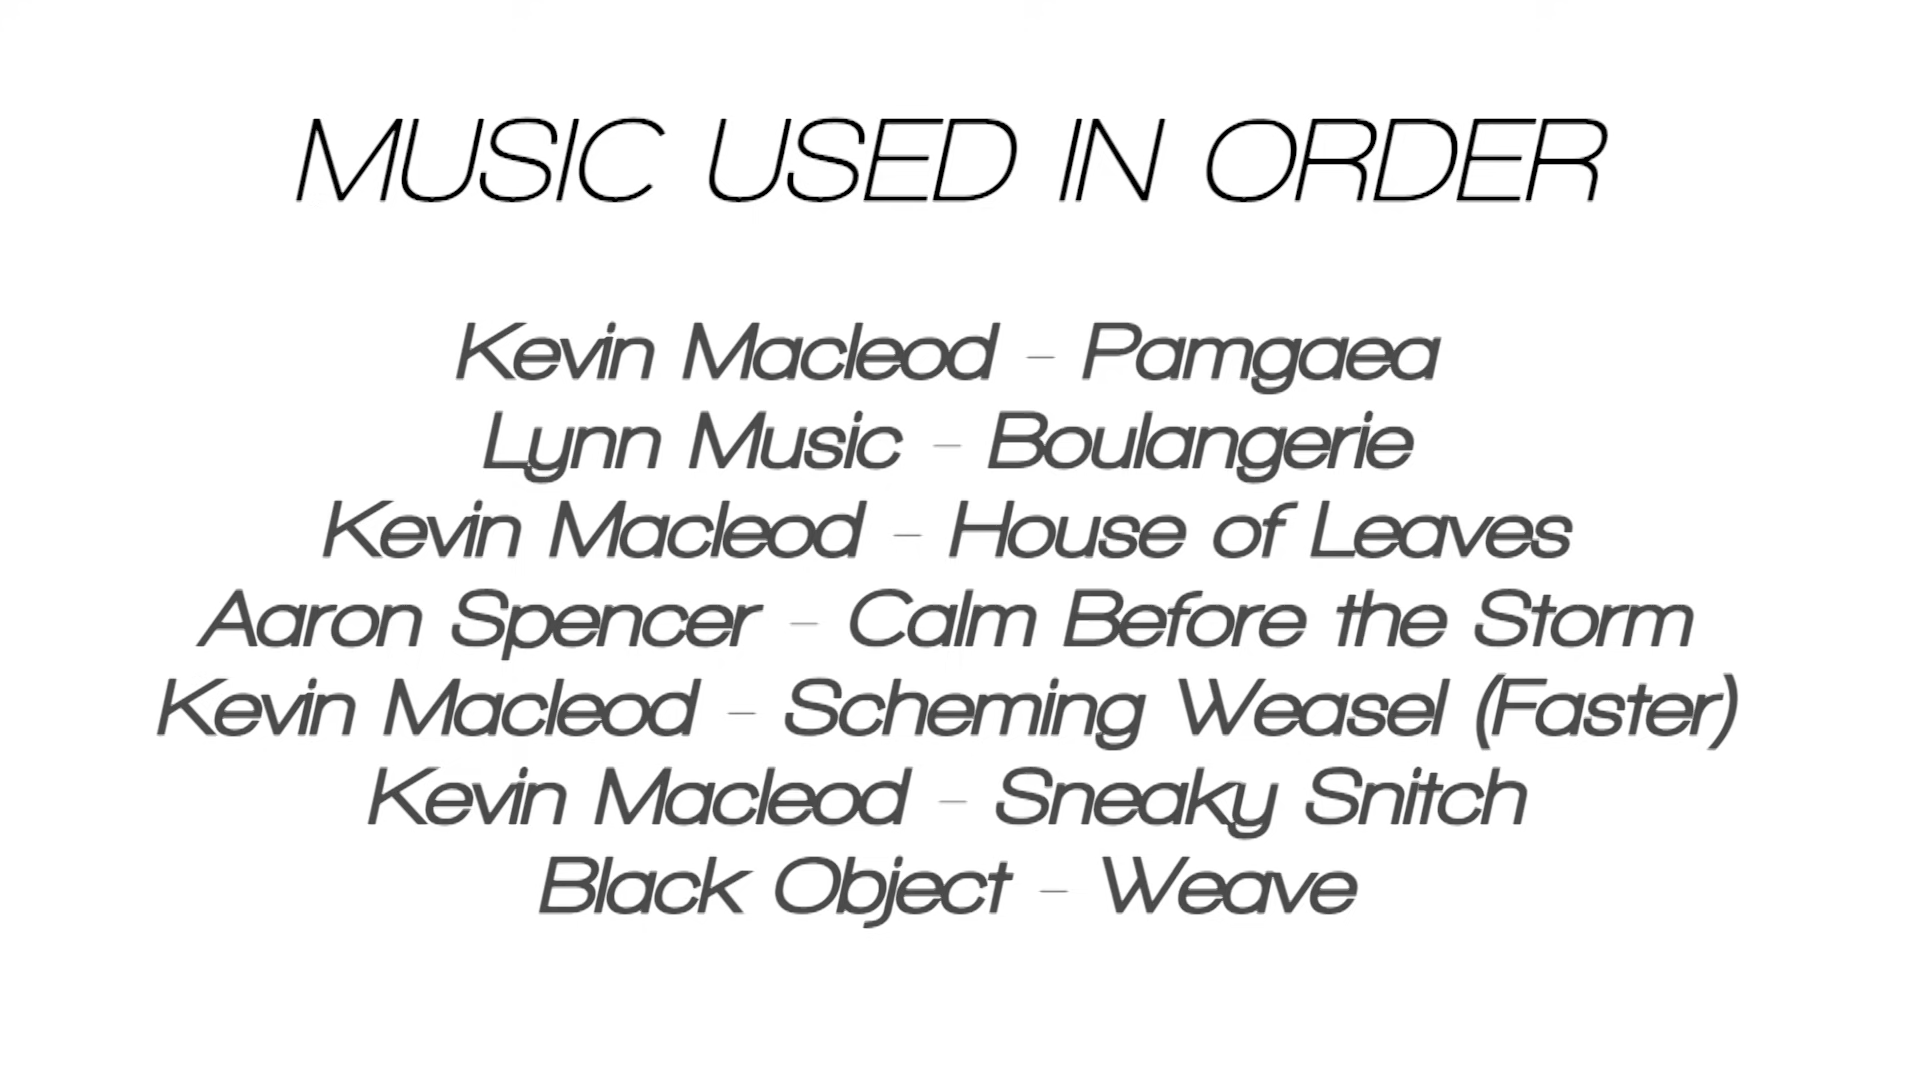 MUSIC USED IN ORDER
Kevin Macleod - Pamgaea
Lynn Music - Boulangerie
Kevin Macleod - House of Leaves
Aaron Spencer - Calm Before the Storm
Kevin Macleod - Scheming Weasel (Faster)
Kevin Macleod - Sneaky Snitch
Black Object - Weave